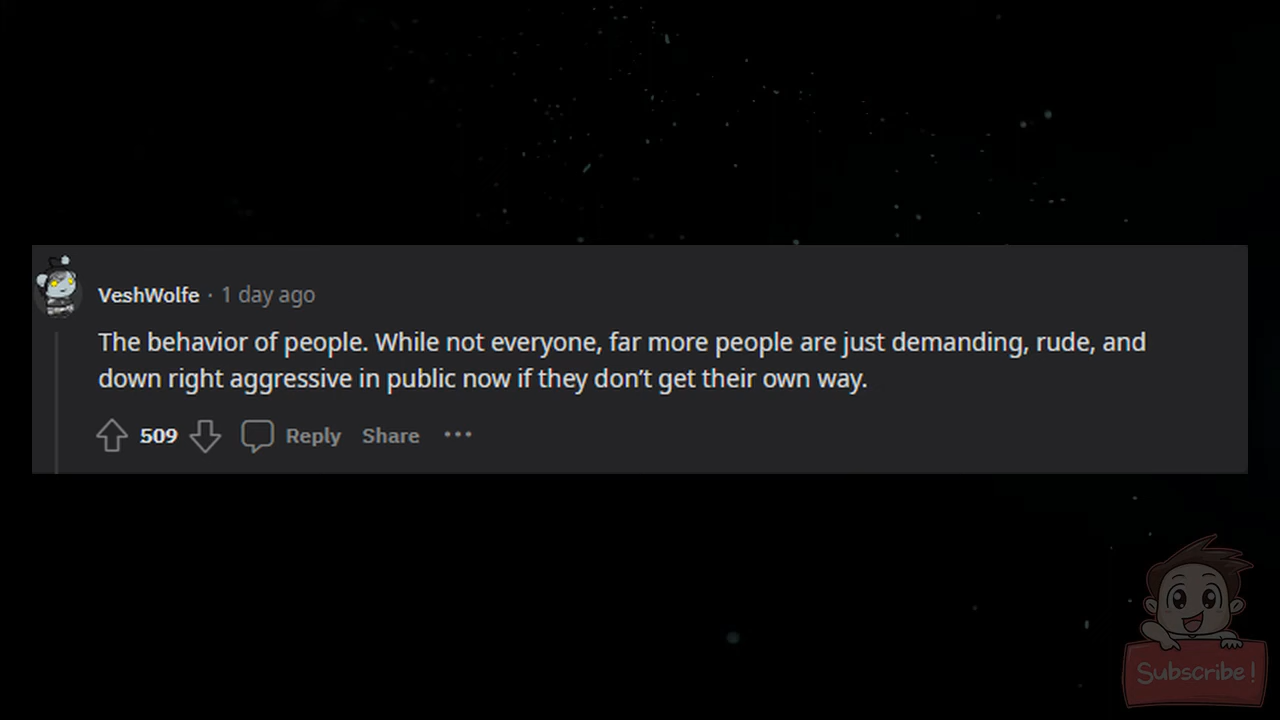 VeshWolfe · 1 day ago
The behavior of people. While not everyone, far more people are just demanding, rude, and
down right aggressive in public now if they don’t get their own way.
509 Reply Share ···
Subscribe!